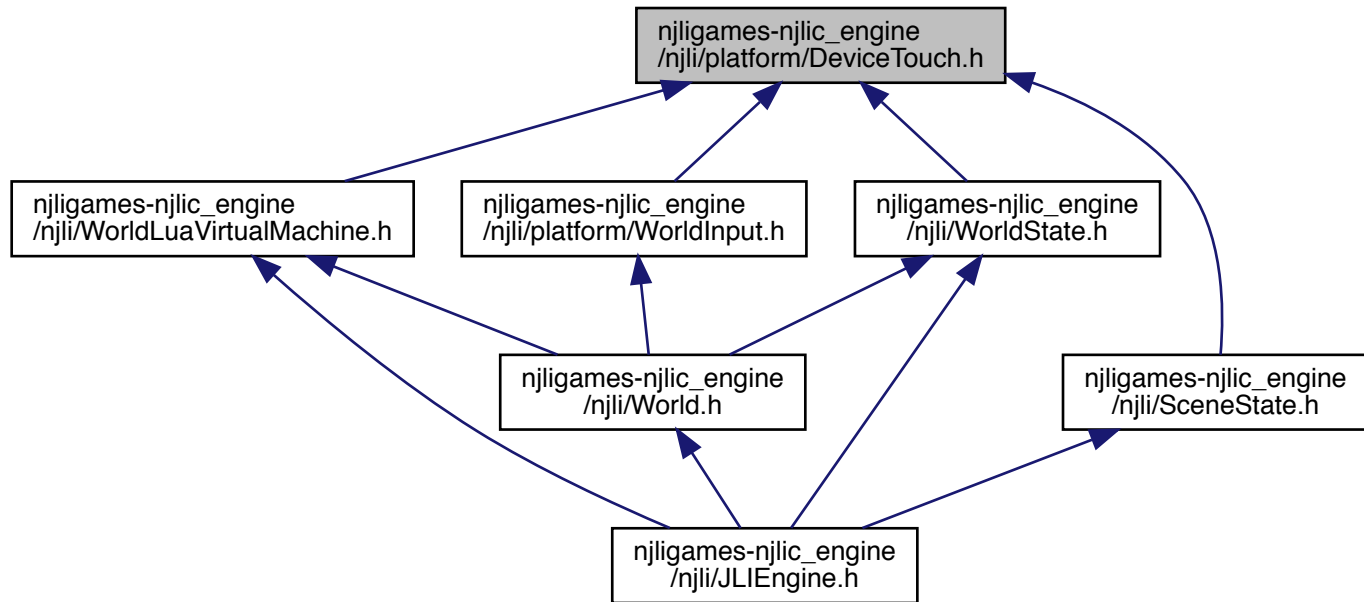 njligames-njlic_engine
/njli/platform/DeviceTouch.h
njligames-njlic_engine
/njli/WorldLuaVirtualMachine.h
njligames-njlic_engine
/njli/platform/WorldInput.h
njligames-njlic_engine
/njli/WorldState.h
njligames-njlic_engine
/njli/World.h
njligames-njlic_engine
/njli/SceneState.h
njligames-njlic_engine
/njli/JLIEngine.h